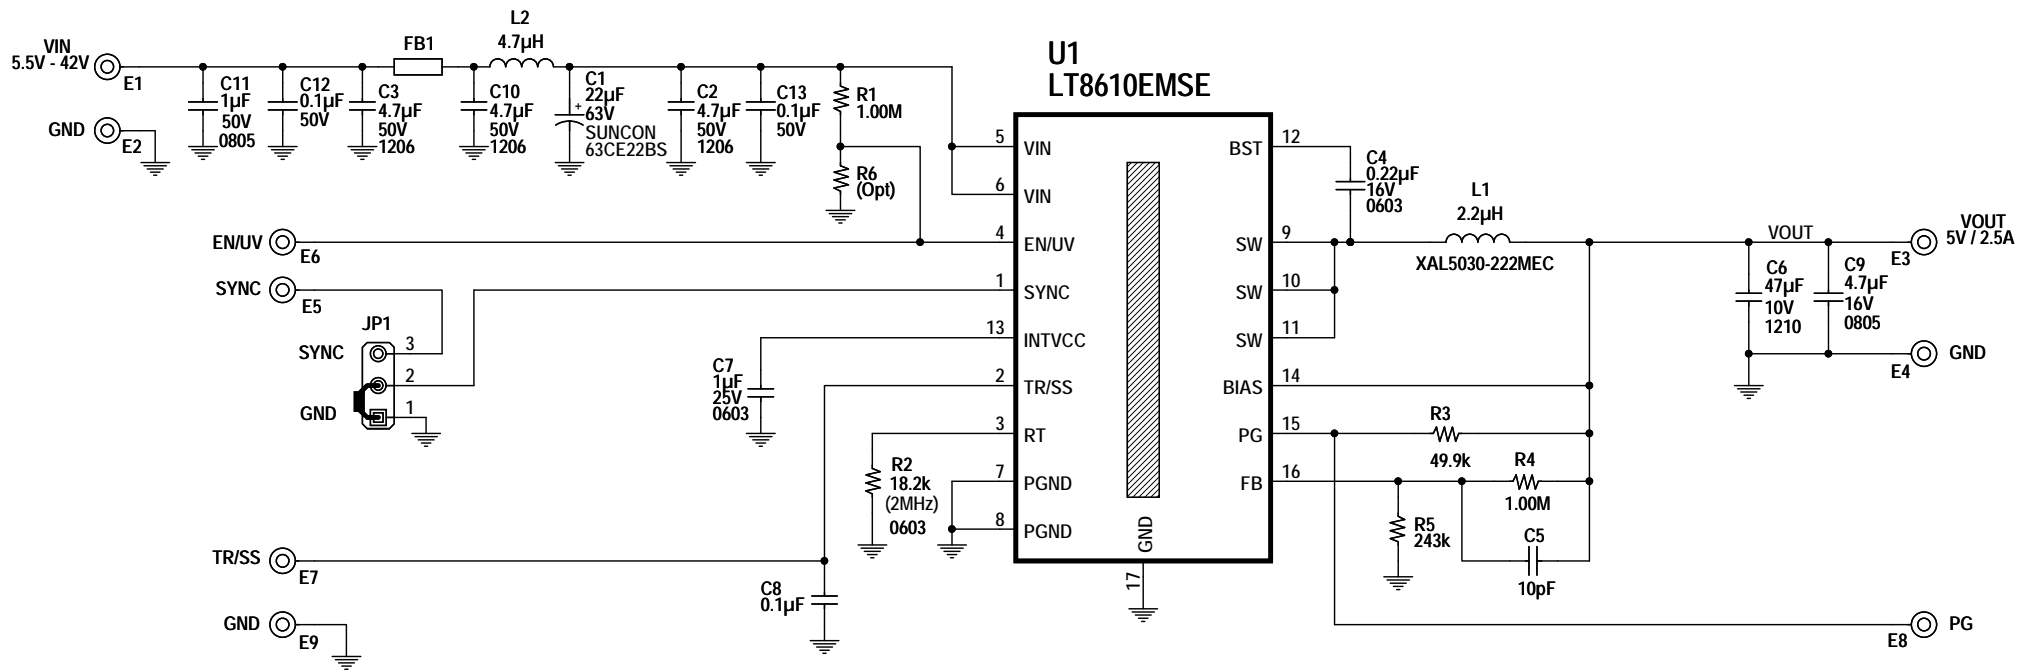 VIN
5.5V - 42V
E1
GND
E2
C11
1µF
50V
0805
C12
0.1µF
50V
C3
4.7µF
50V
1206
FB1
L2
4.7µH
C10
4.7µF
50V
1206
C1
22µF
+
63V
SUNCON
63CE22BS
C2
4.7µF
50V
1206
C13
0.1µF
50V
R1
1.00M
R6
(Opt)
U1
LT8610EMSE
5
VIN
6
VIN
4
EN/UV
1
SYNC
13
INTVCC
2
TR/SS
3
RT
7
PGND
8
PGND
GND
17
BST
12
SW
9
SW
10
SW
11
BIAS
14
PG
15
FB
16
EN/UV
E6
SYNC
E5
JP1
SYNC
3
2
GND
1
C7
1µF
25V
0603
R2
18.2k
(2MHz)
0603
TR/SS
E7
C8
0.1µF
GND
E9
C4
0.22µF
16V
0603
L1
2.2µH
XAL5030-222MEC
VOUT
VOUT
5V / 2.5A
E3
C6
47µF
10V
1210
C9
4.7µF
16V
0805
GND
E4
R3
49.9k
R4
1.00M
R5
243k
C5
10pF
E8
PG